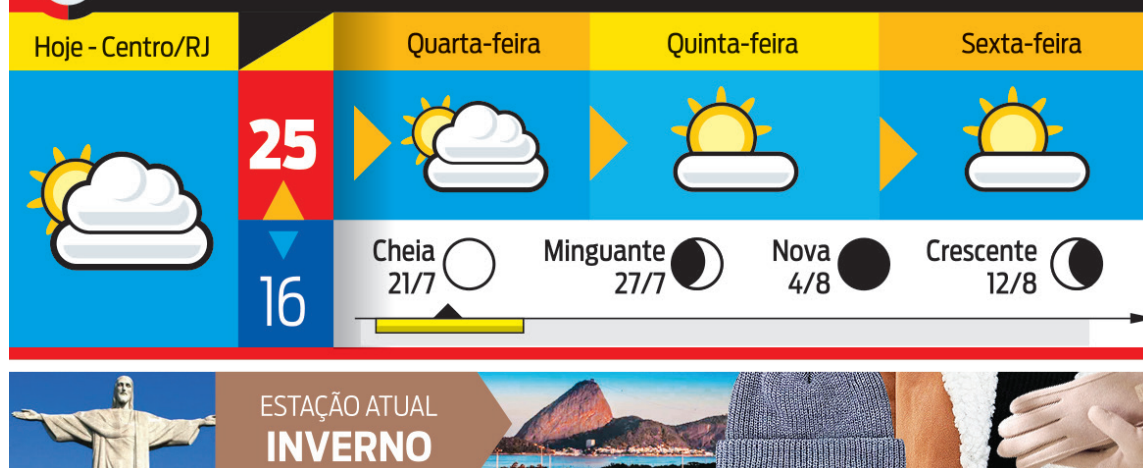 Hoje - Centro/RJ
Quarta-feira
Quinta-feira
Sexta-feira
25
16
Cheia
21/7
Minguante
27/7
Nova
4/8
Crescente
12/8
ESTAÇÃO ATUAL
INVERNO